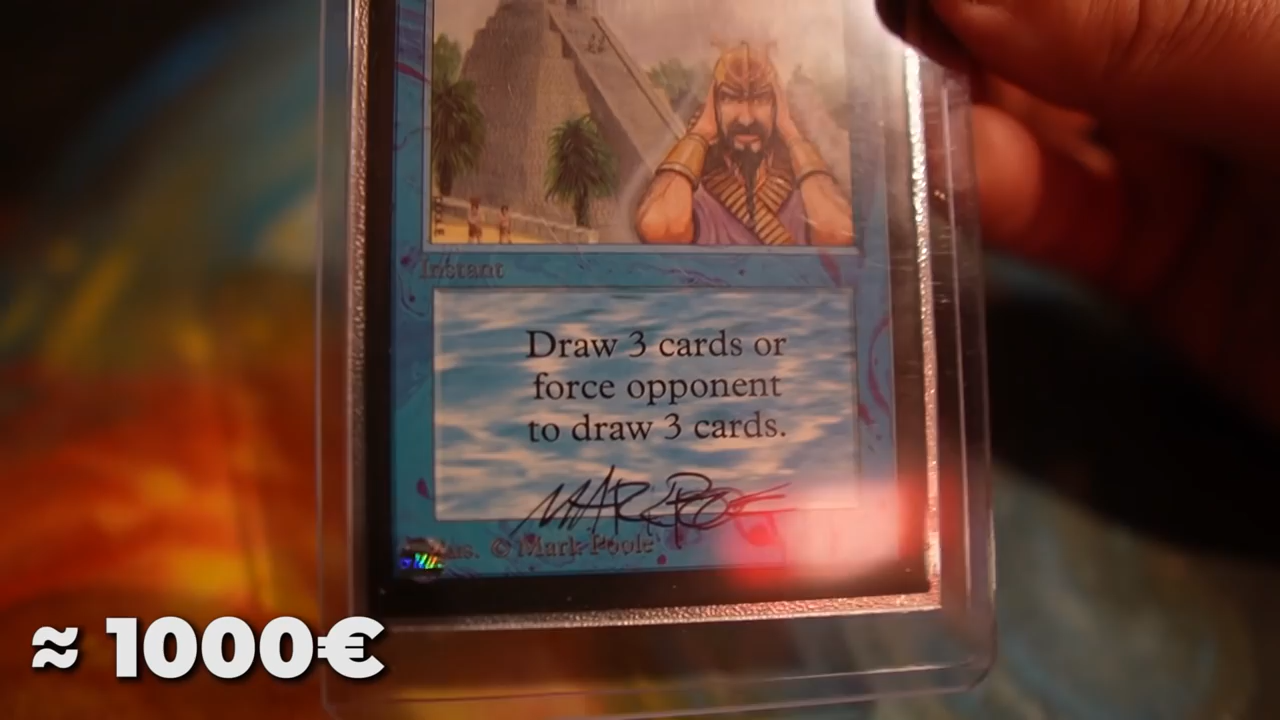 Instant
Draw 3 cards or
force opponent
to draw 3 cards.
© Mark Poole
≈ 1000€